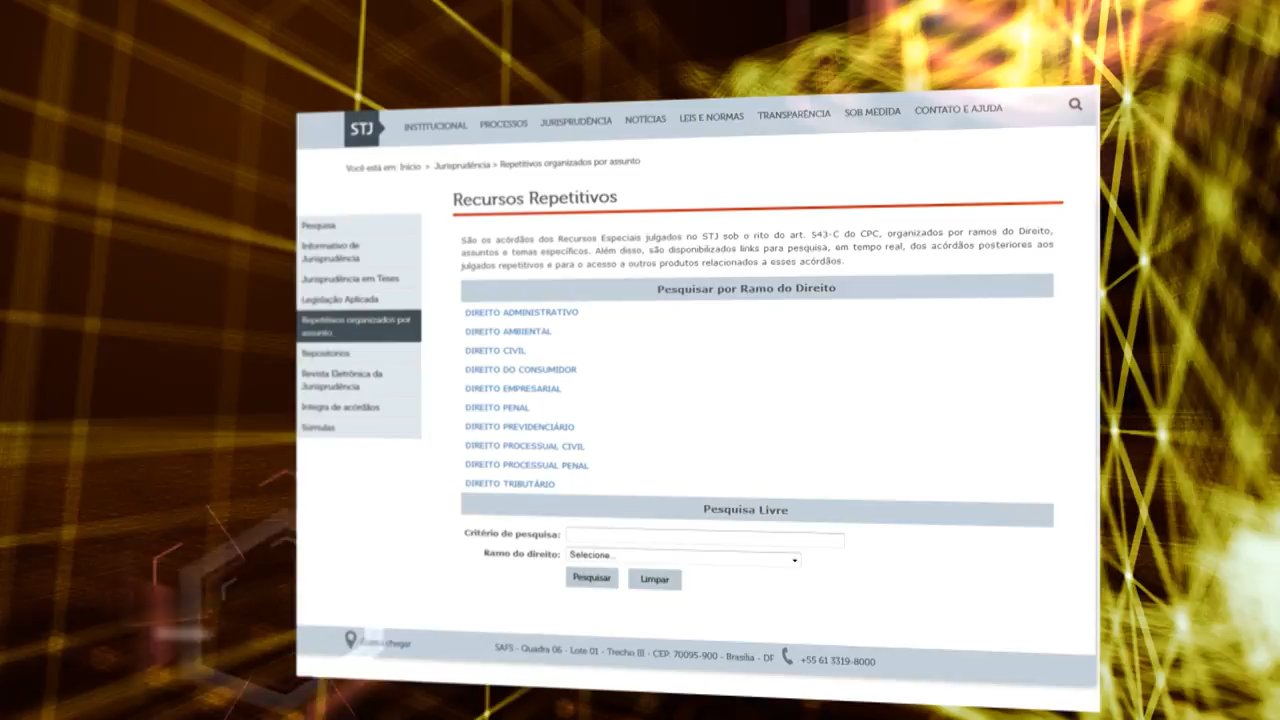 STJ
INSTITUCIONAL PROCESSOS JURISPRUDÊNCIA NOTÍCIAS LEIS E NORMAS TRANSPARÊNCIA SOB MEDIDA CONTATO E AJUDA
Você está em: Início > Jurisprudência > Repetitivos organizados por assunto
Pesquisa
Informativo de
Jurisprudência
Jurisprudência em Teses
Legislação Aplicada
Repetitivos organizados por
assunto
Repositórios
Revista Eletrônica da
Jurisprudência
Íntegra de acórdãos
Súmulas
Recursos Repetitivos
São os acórdãos dos Recursos Especiais julgados no STJ sob o rito do art. 543-C do CPC, organizados por ramos do Direito,
assuntos e temas específicos. Além disso, são disponibilizados links para pesquisa, em tempo real, dos acórdãos posteriores aos
julgados repetitivos e para o acesso a outros produtos relacionados a esses acórdãos.
Pesquisar por Ramo do Direito
DIREITO ADMINISTRATIVO
DIREITO AMBIENTAL
DIREITO CIVIL
DIREITO DO CONSUMIDOR
DIREITO EMPRESARIAL
DIREITO PENAL
DIREITO PREVIDENCIÁRIO
DIREITO PROCESSUAL CIVIL
DIREITO PROCESSUAL PENAL
DIREITO TRIBUTÁRIO
Pesquisa Livre
Critério de pesquisa:
Ramo do direito: Selecione...
Pesquisar Limpar
chegar
SAFS - Quadra 06 - Lote 01 - Trecho III - CEP: 70095-900 - Brasília - DF +55 61 3319-8000